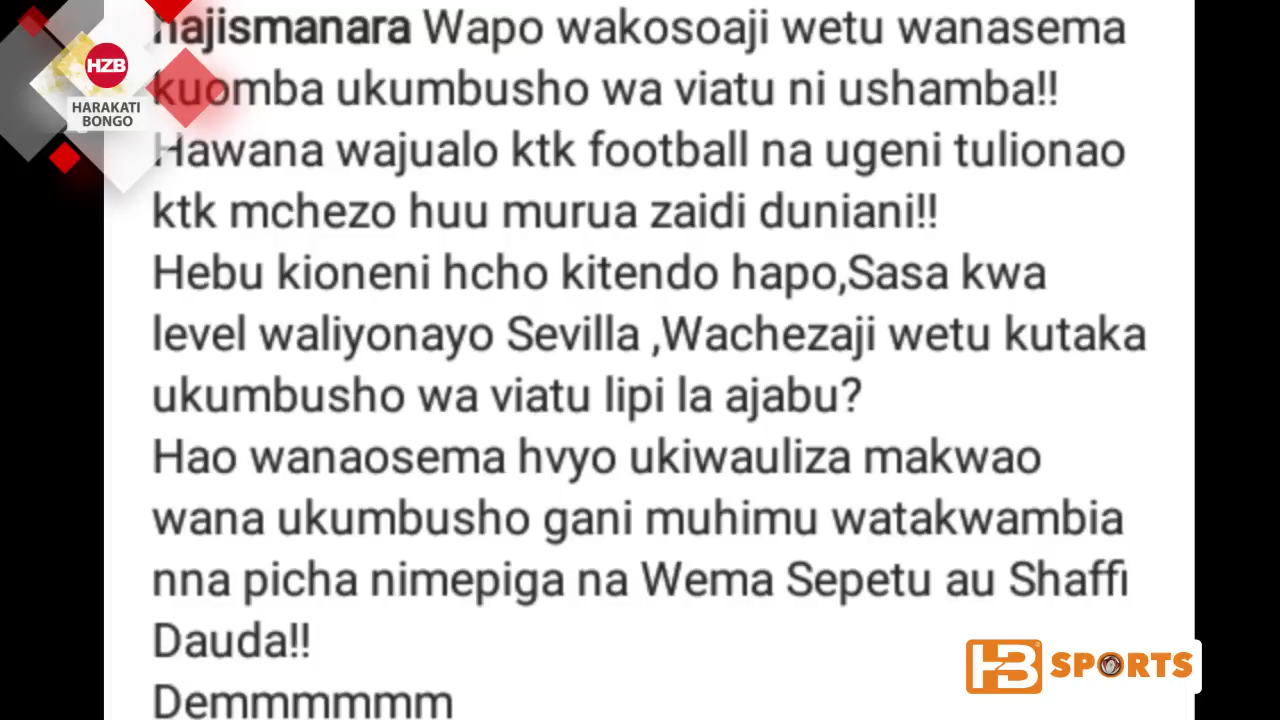 hajismanara Wapo wakosoaji wetu wanasema
kuomba ukumbusho wa viatu ni ushamba!!
Hawana wajualo ktk football na ugeni tulionao
ktk mchezo huu murua zaidi duniani!!
Hebu kioneni hcho kitendo hapo,Sasa kwa
level waliyonayo Sevilla ,Wachezaji wetu kutaka
ukumbusho wa viatu lipi la ajabu?
Hao wanaosema hvyo ukiwauliza makwao
wana ukumbusho gani muhimu watakwambia
nna picha nimepiga na Wema Sepetu au Shaffi
Dauda!!
Demmmmmm
HZB
HARAKATI
BONGO
HZB SPORTS